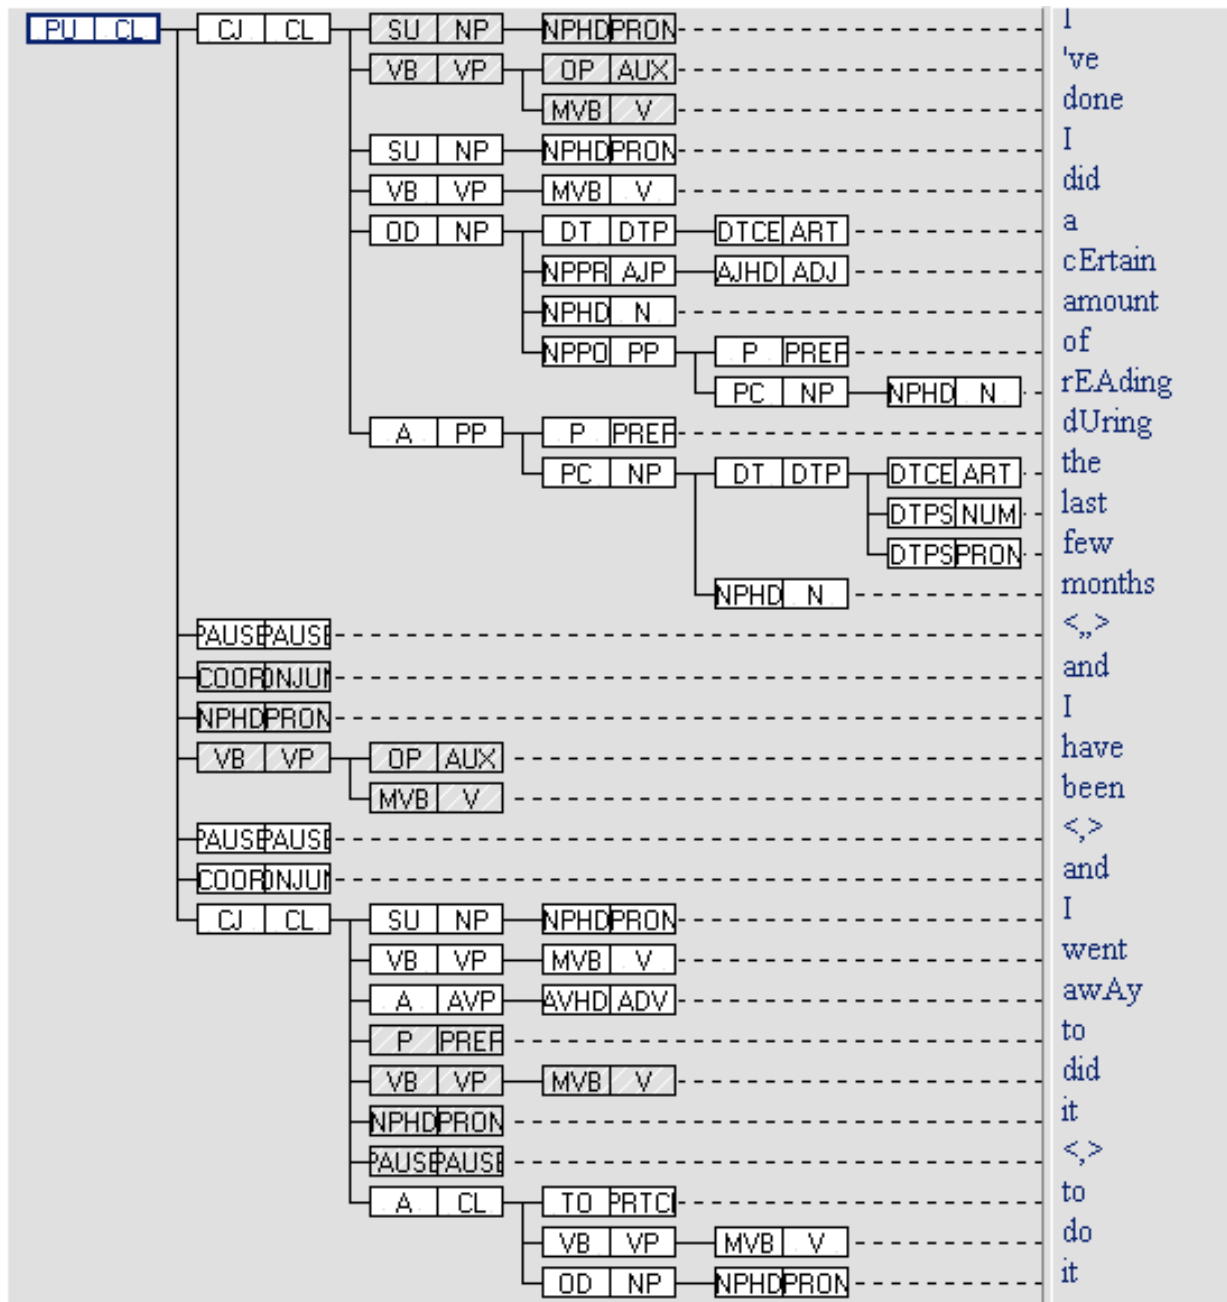 PU CL CJ CL SU NP NPHD PRON I
VB VP OP AUX 've
MVB V done
SU NP NPHD PRON I
VB VP MVB V did
OD NP DT DTP DTCE ART a
NPPR AJP AJHD ADJ cErtain
NPHD N amount
NPPO PP P PREF of
PC NP NPHD N rEAding
A PP P PREF dUring
PC NP DT DTP DTCE ART the
DTPS NUM last
DTPS PRON few
NPHD N months
PAUSE PAUSE <,,>
COOR ONJUN and
NPHD PRON I
VB VP OP AUX have
MVB V been
PAUSE PAUSE <,>
COOR ONJUN and
CJ CL SU NP NPHD PRON I
VB VP MVB V went
A AVP AVHD ADV awAy
P PREF to
VB VP MVB V did
NPHD PRON it
PAUSE PAUSE <,>
A CL TO PRTCL to
VB VP MVB V do
OD NP NPHD PRON it